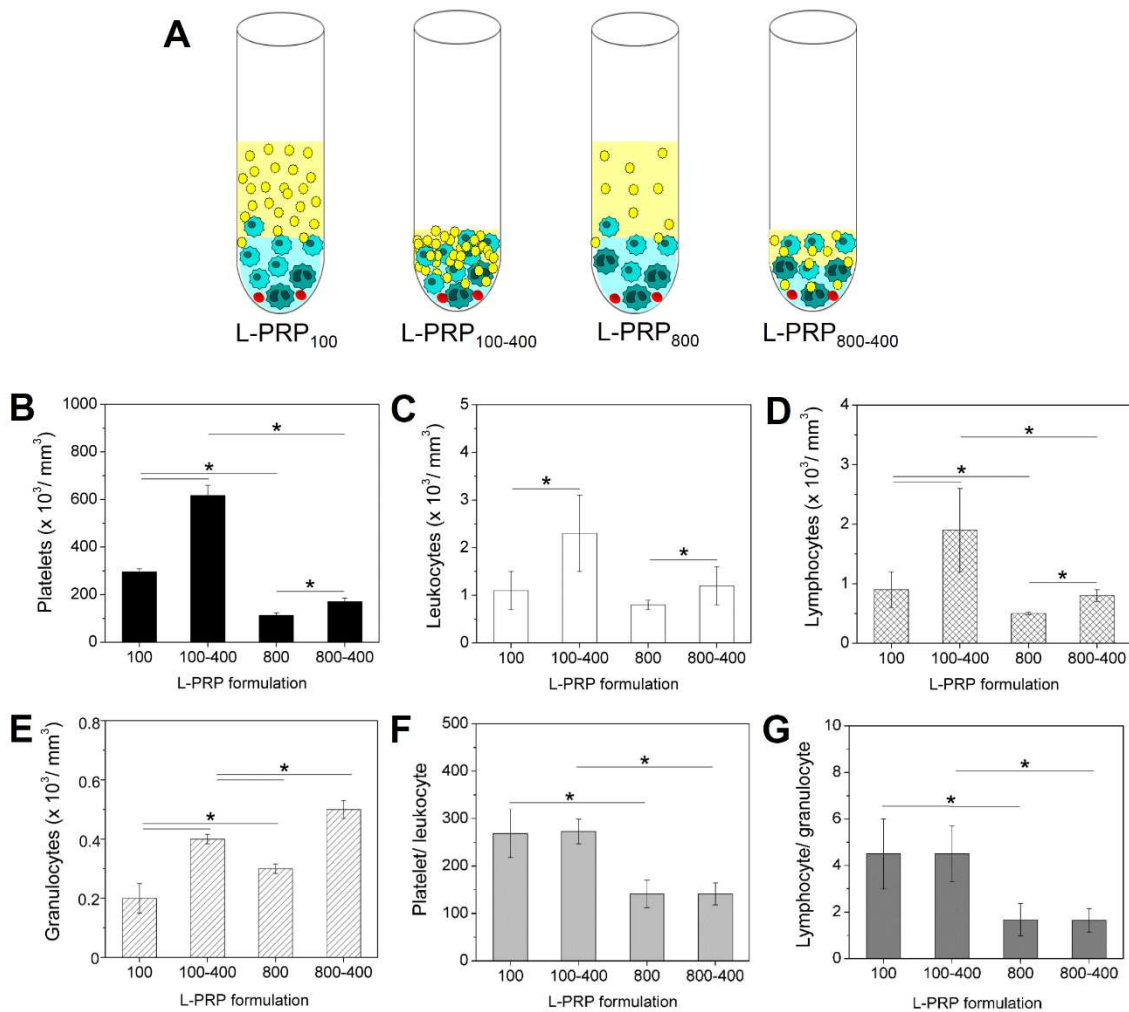 A
L-PRP100
L-PRP100-400
L-PRP800
L-PRP800-400
B
Platelets (x 10³/ mm³)
1000
800
600
400
200
0
*
*
*
100 100-400 800 800-400
L-PRP formulation
C
Leukocytes (x 10³/ mm³)
5
4
3
2
1
0
*
*
100 100-400 800 800-400
L-PRP formulation
D
Lymphocytes (x 10³/ mm³)
4
3
2
1
0
*
*
*
100 100-400 800 800-400
L-PRP formulation
E
Granulocytes (x 10³/ mm³)
0.8
0.6
0.4
0.2
0
*
*
100 100-400 800 800-400
L-PRP formulation
F
Platelet/ leukocyte
500
400
300
200
100
0
*
*
100 100-400 800 800-400
L-PRP formulation
G
Lymphocyte/ granulocyte
10
8
6
4
2
0
*
*
100 100-400 800 800-400
L-PRP formulation